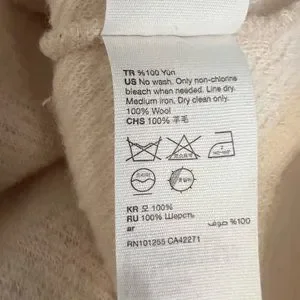 TR %100 Yün
US No wash. Only non-chlorine
bleach when needed. Line dry.
Medium iron. Dry clean only.
100% Wool
CHS 100% 羊毛
KR 모 100%
RU 100% Шерсть
ar %100 صوف
RN101255 CA42271